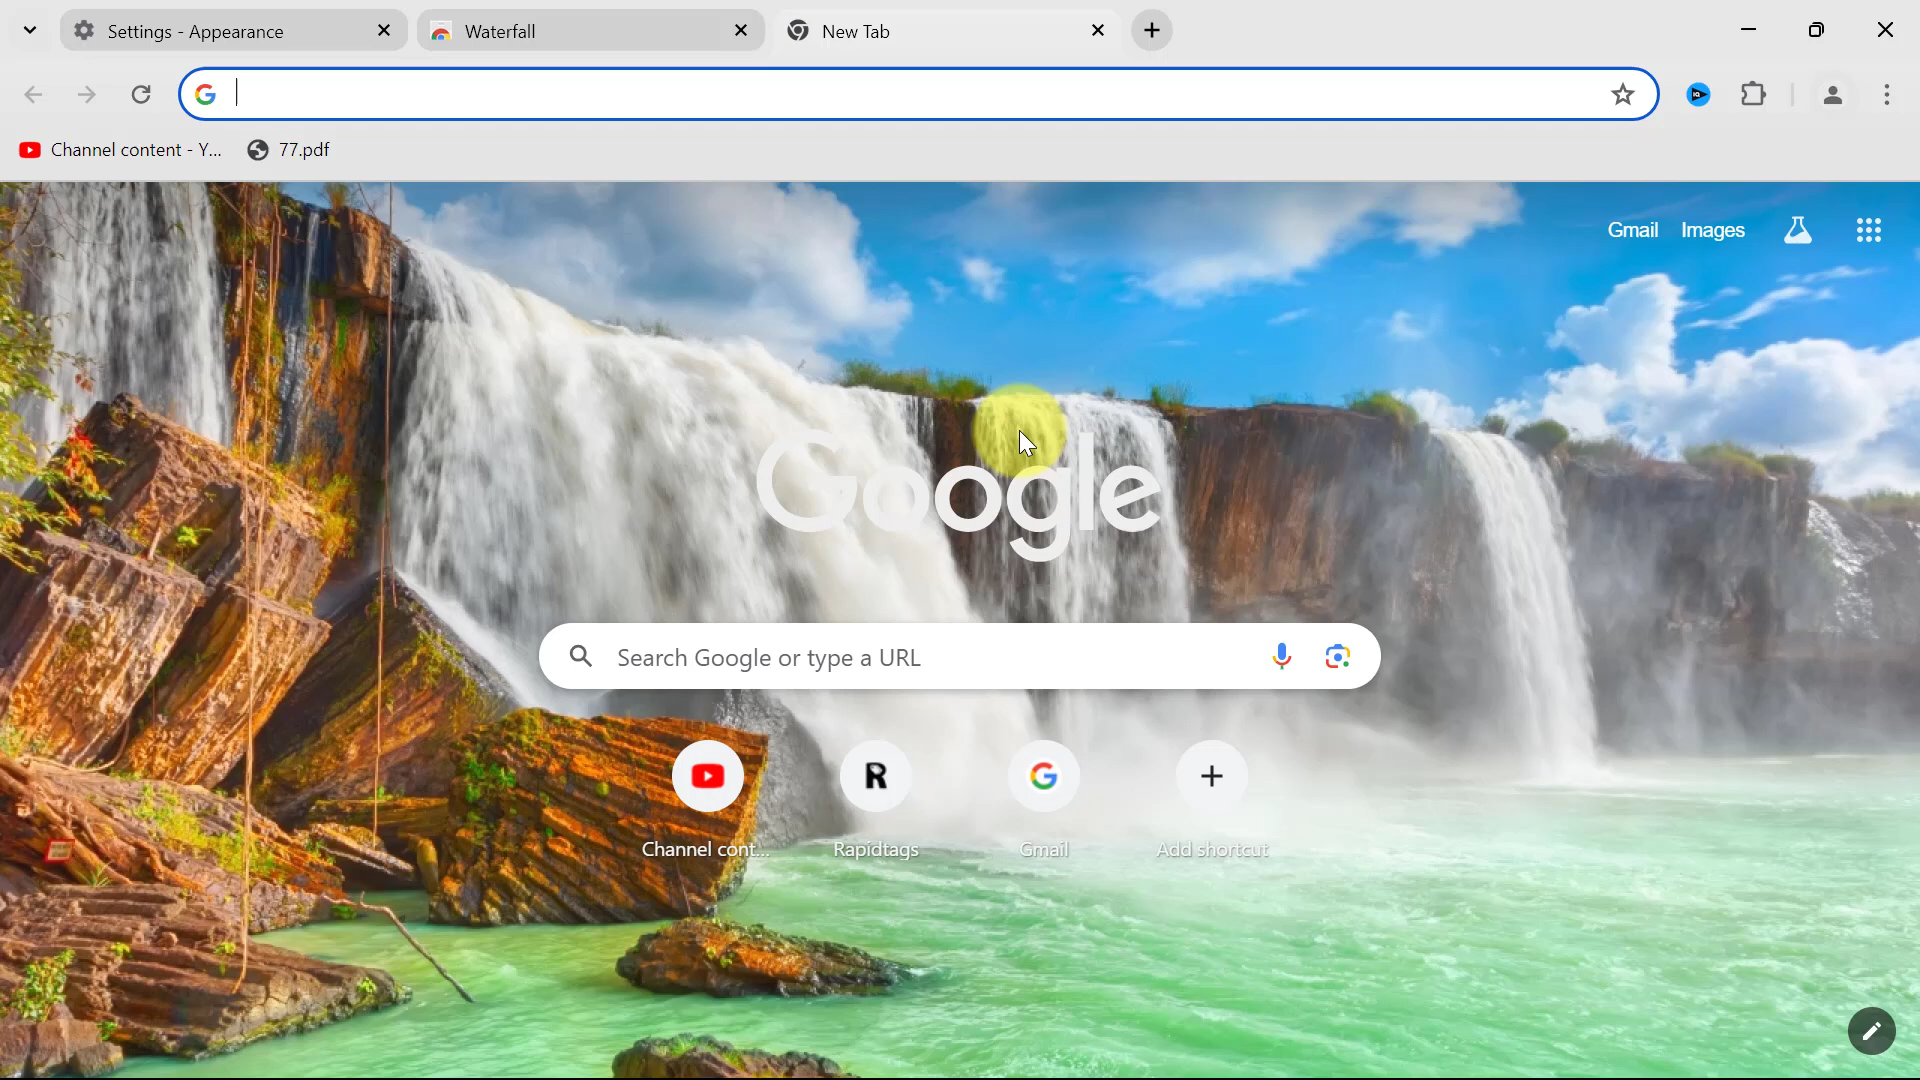 Settings - Appearance
Waterfall
New Tab
Channel content - Y...
77.pdf
Gmail
Images
Google
Search Google or type a URL
R
Channel cont...
Rapidtags
Gmail
Add shortcut